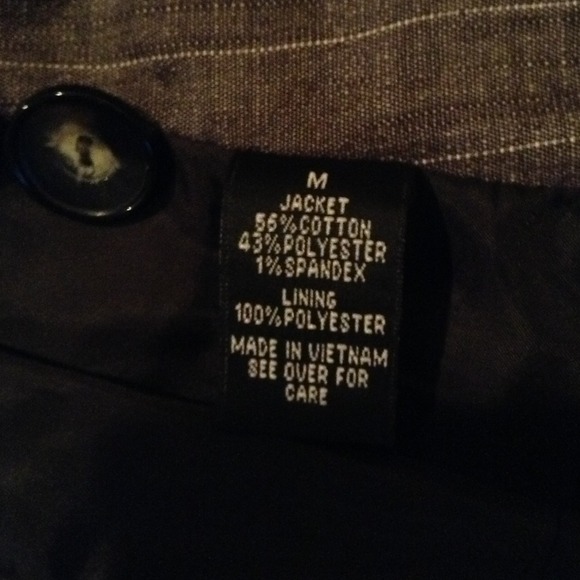 M
JACKET
56%COTTON
43%POLYESTER
1%SPANDEX
LINING
100%POLYESTER
MADE IN VIETNAM
SEE OVER FOR
CARE